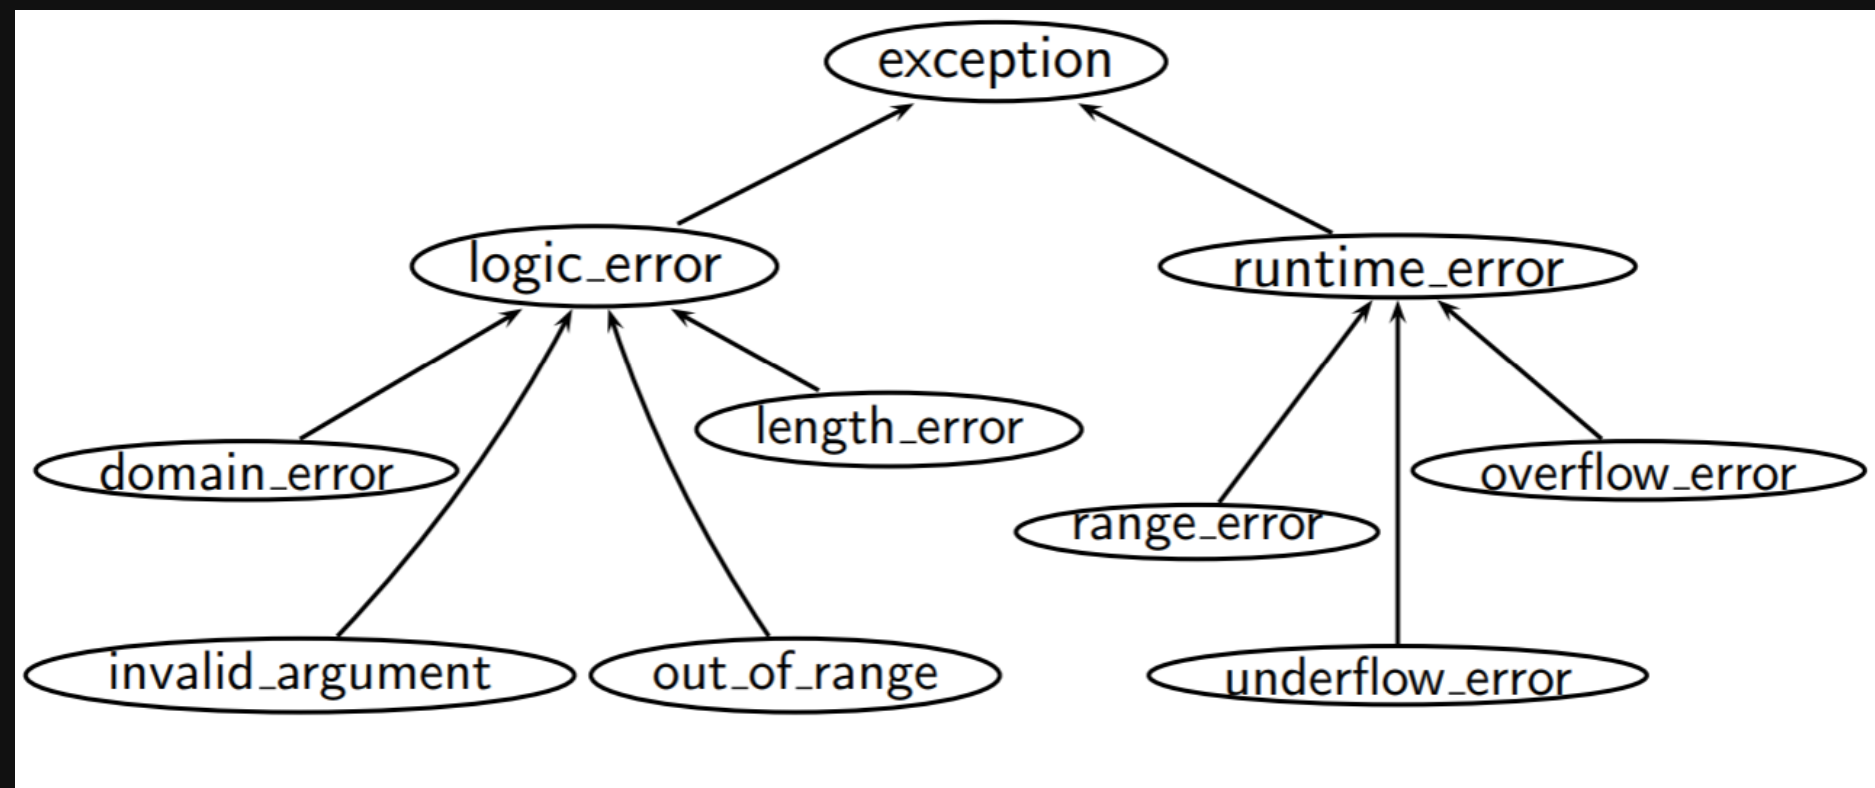 exception
logic_error
runtime_error
length_error
domain_error
overflow_error
range_error
invalid_argument
out_of_range
underflow_error